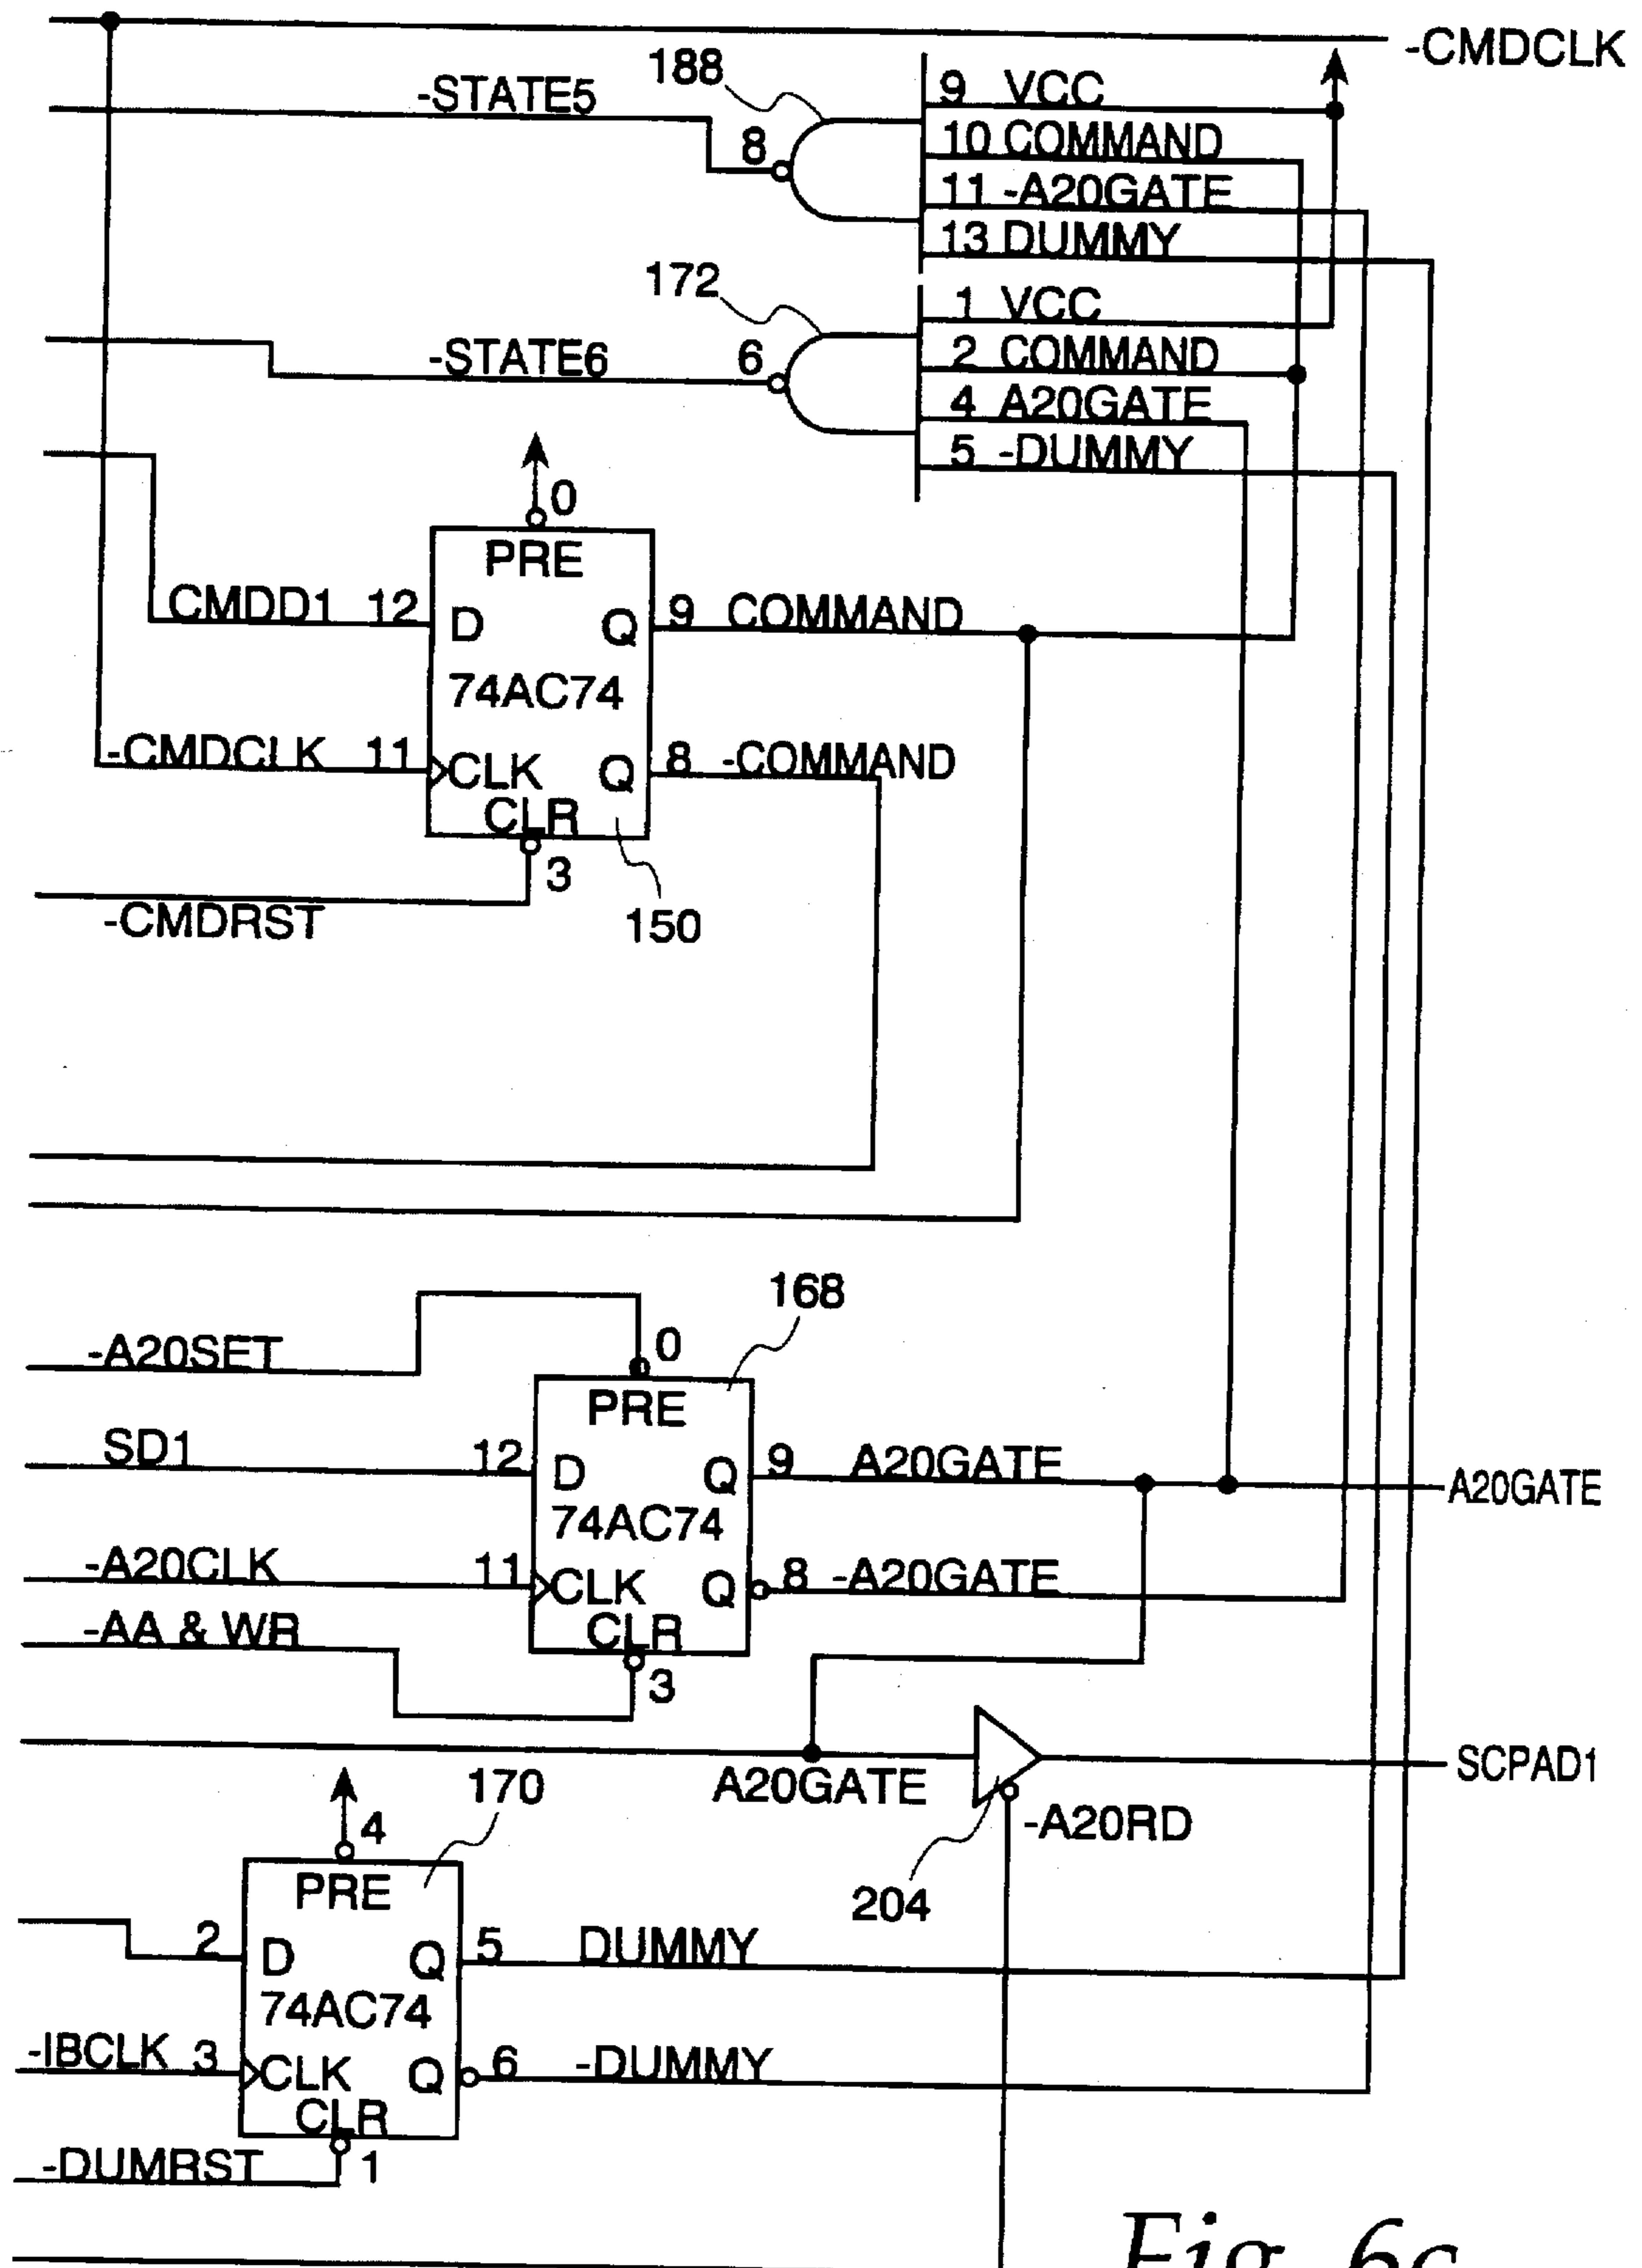 -CMDCLK
188
-STATE5
8
9 VCC
10 COMMAND
11 -A20GATE
13 DUMMY
172
-STATE6
6
1 VCC
2 COMMAND
4 A20GATE
5 -DUMMY
0
PRE
CMDD1 12 D Q 9 COMMAND
74AC74
-CMDCLK 11 CLK Q 8 -COMMAND
CLR
3
-CMDRST
150
168
-A20SET
0
PRE
SD1 12 D Q 9 A20GATE
A20GATE
74AC74
-A20CLK 11 CLK Q 8 -A20GATE
-AA & WR
CLR
3
A20GATE
SCPAD1
-A20RD
204
170
4
PRE
2 D Q 5 DUMMY
74AC74
-IBCLK 3 CLK Q 6 -DUMMY
CLR
-DUMRST 1
Fig. 6c